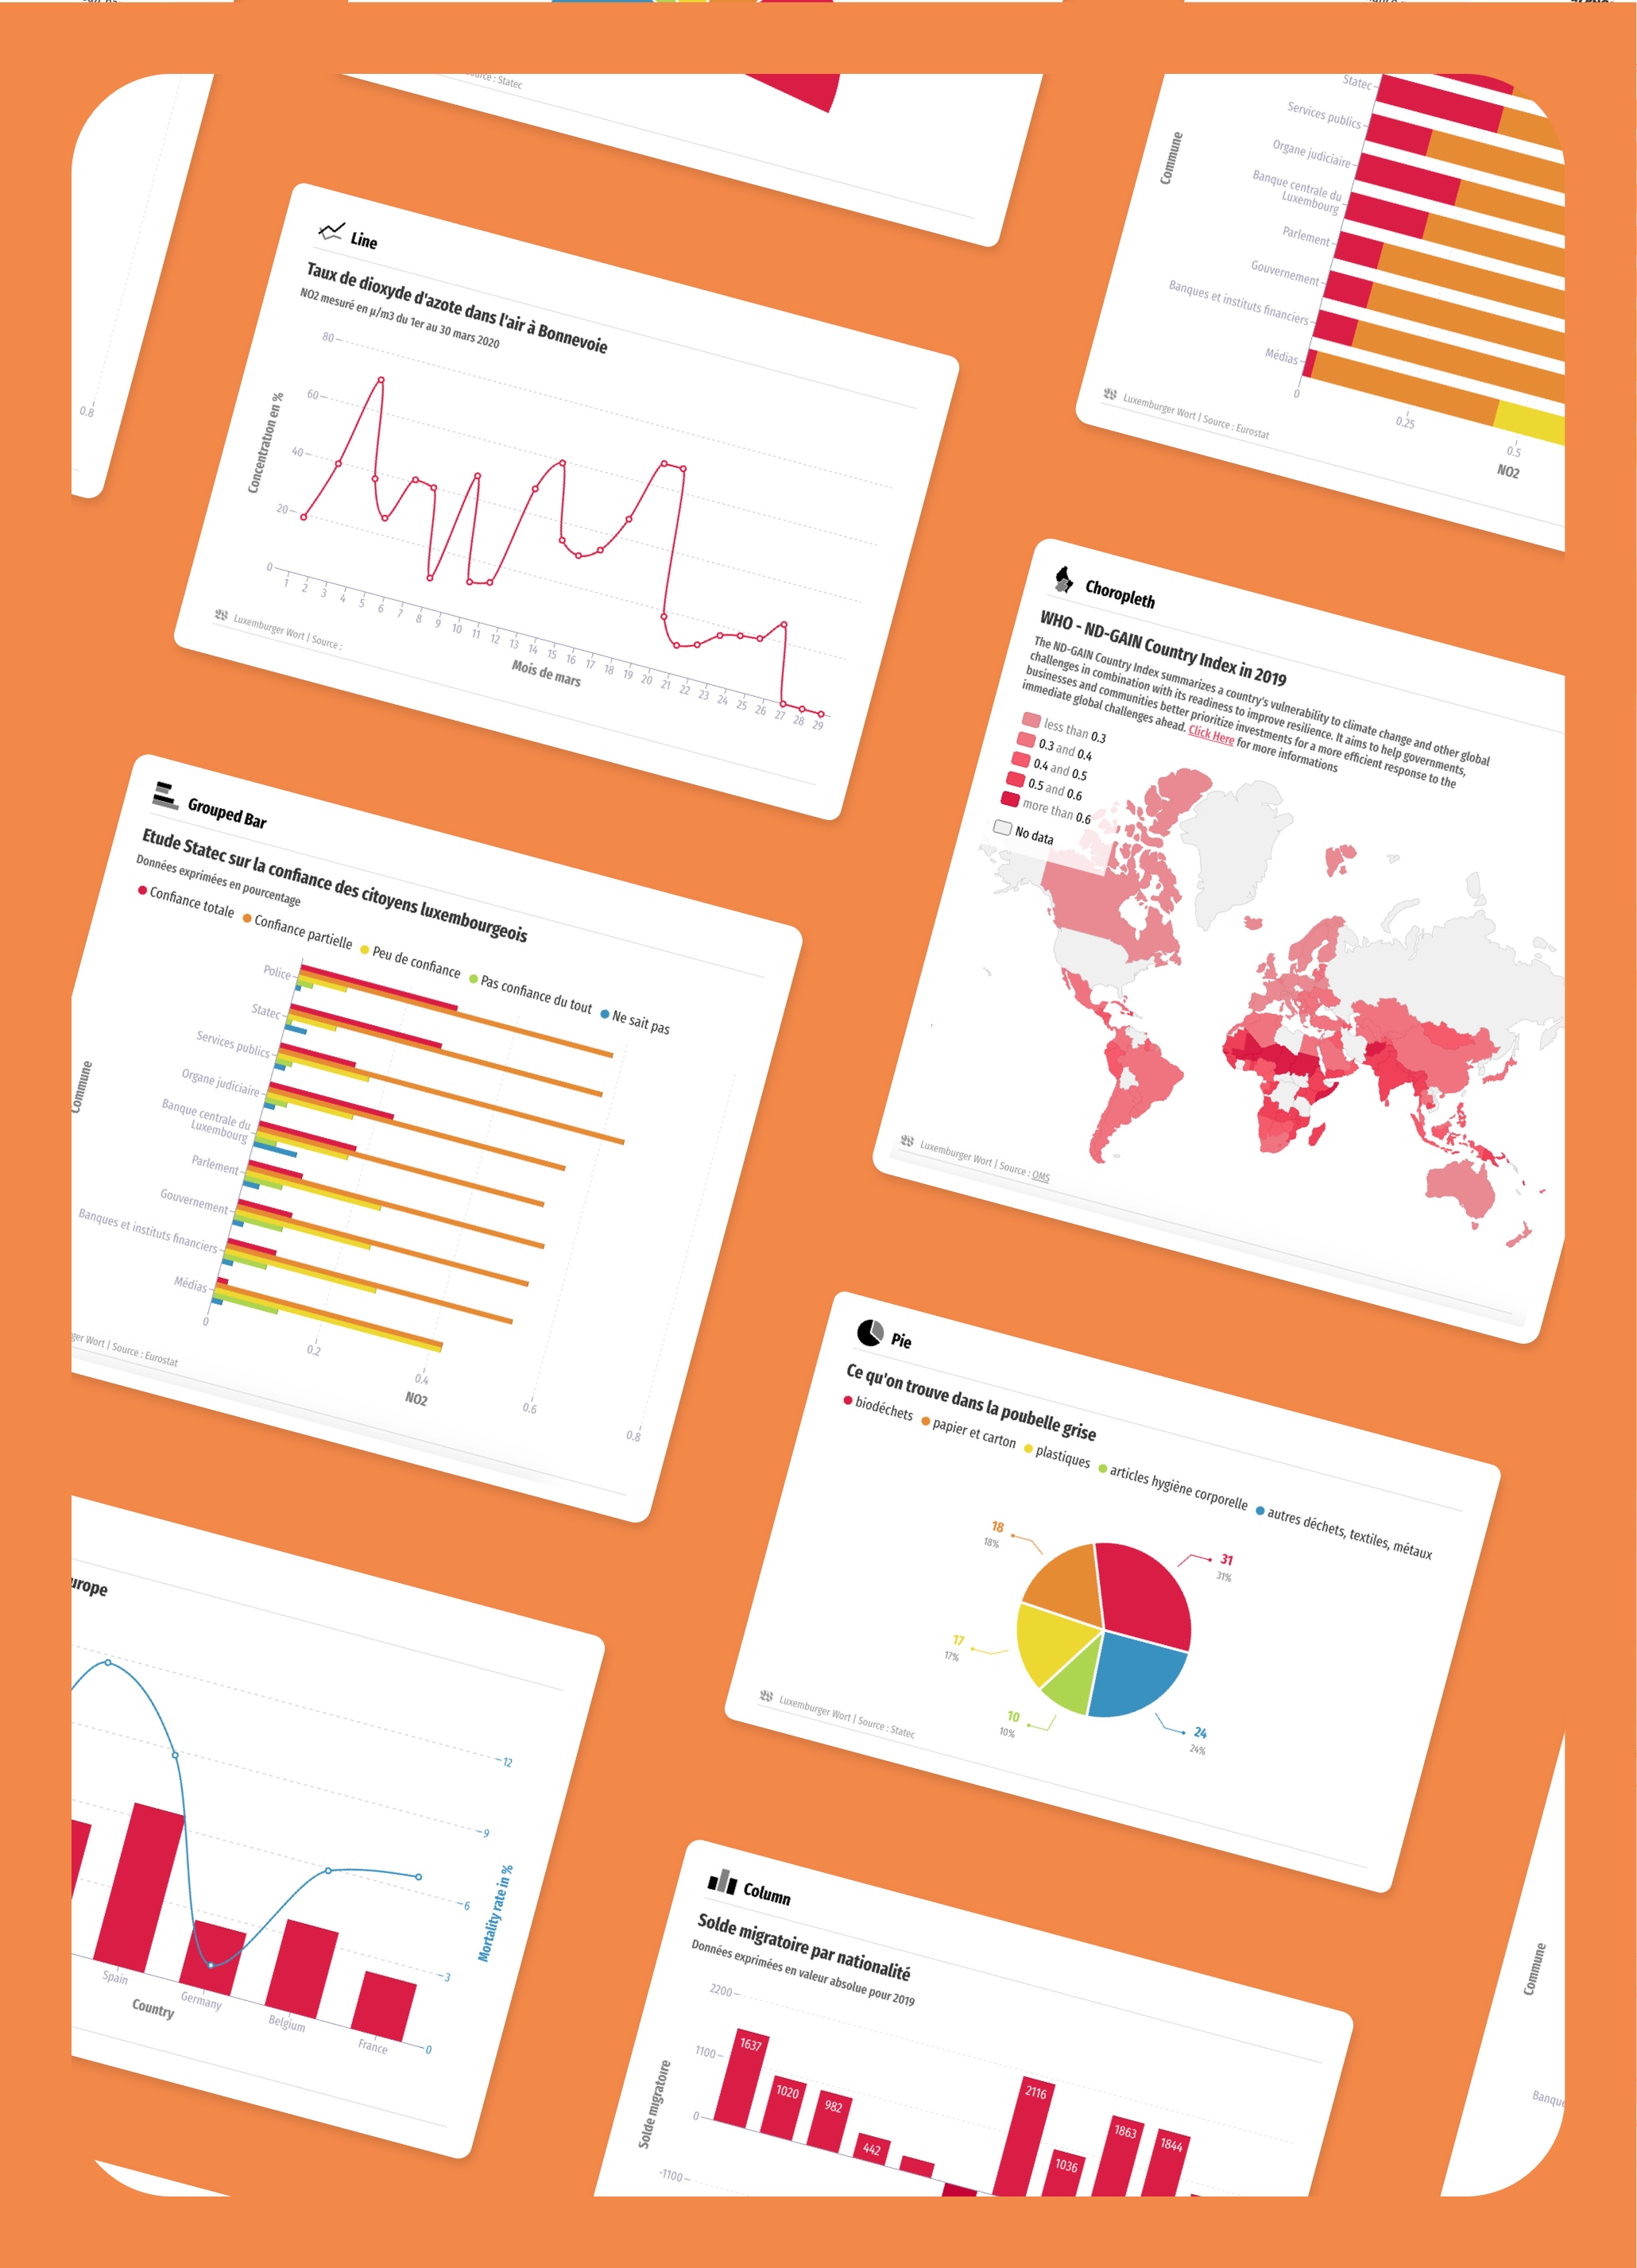 Source : Statec
0.8
Line
Taux de dioxyde d'azote dans l'air à Bonnevoie
NO2 mesuré en µ/m3 du 1er au 30 mars 2020
Concentration en %
80
60
40
20
0
1 2 3 4 5 6 7 8 9 10 11 12 13 14 15 16 17 18 19 20 21 22 23 24 25 26 27 28 29
Mois de mars
Luxemburger Wort | Source :
Commune
Statec
Services publics
Organe judiciaire
Banque centrale du
Luxembourg
Parlement
Gouvernement
Banques et instituts financiers
Médias
0 0.25 0.5
NO2
Luxemburger Wort | Source : Eurostat
Choropleth
WHO - ND-GAIN Country Index in 2019
The ND-GAIN Country Index summarizes a country's vulnerability to climate change and other global
challenges in combination with its readiness to improve resilience. It aims to help governments,
businesses and communities better prioritize investments for a more efficient response to the
immediate global challenges ahead. Click Here for more informations
less than 0.3
0.3 and 0.4
0.4 and 0.5
0.5 and 0.6
more than 0.6
No data
Luxemburger Wort | Source : OMS
Grouped Bar
Etude Statec sur la confiance des citoyens luxembourgeois
Données exprimées en pourcentage
Confiance totale Confiance partielle Peu de confiance Pas confiance du tout Ne sait pas
Commune
Police
Statec
Services publics
Organe judiciaire
Banque centrale du
Luxembourg
Parlement
Gouvernement
Banques et instituts financiers
Médias
0 0.2 0.4 0.6 0.8
NO2
ger Wort | Source : Eurostat
Pie
Ce qu'on trouve dans la poubelle grise
biodéchets papier et carton plastiques articles hygiène corporelle autres déchets, textiles, métaux
18
18%
31
31%
17
17%
10
10%
24
24%
Luxemburger Wort | Source : Statec
urope
12
9
6
3
0
Mortality rate in %
Spain
Germany
Belgium
France
Country
Column
Solde migratoire par nationalité
Données exprimées en valeur absolue pour 2019
Solde migratoire
2200
1100
0
-1100
1637
1020
982
442
2116
1036
1863
1844
Commune
Banque